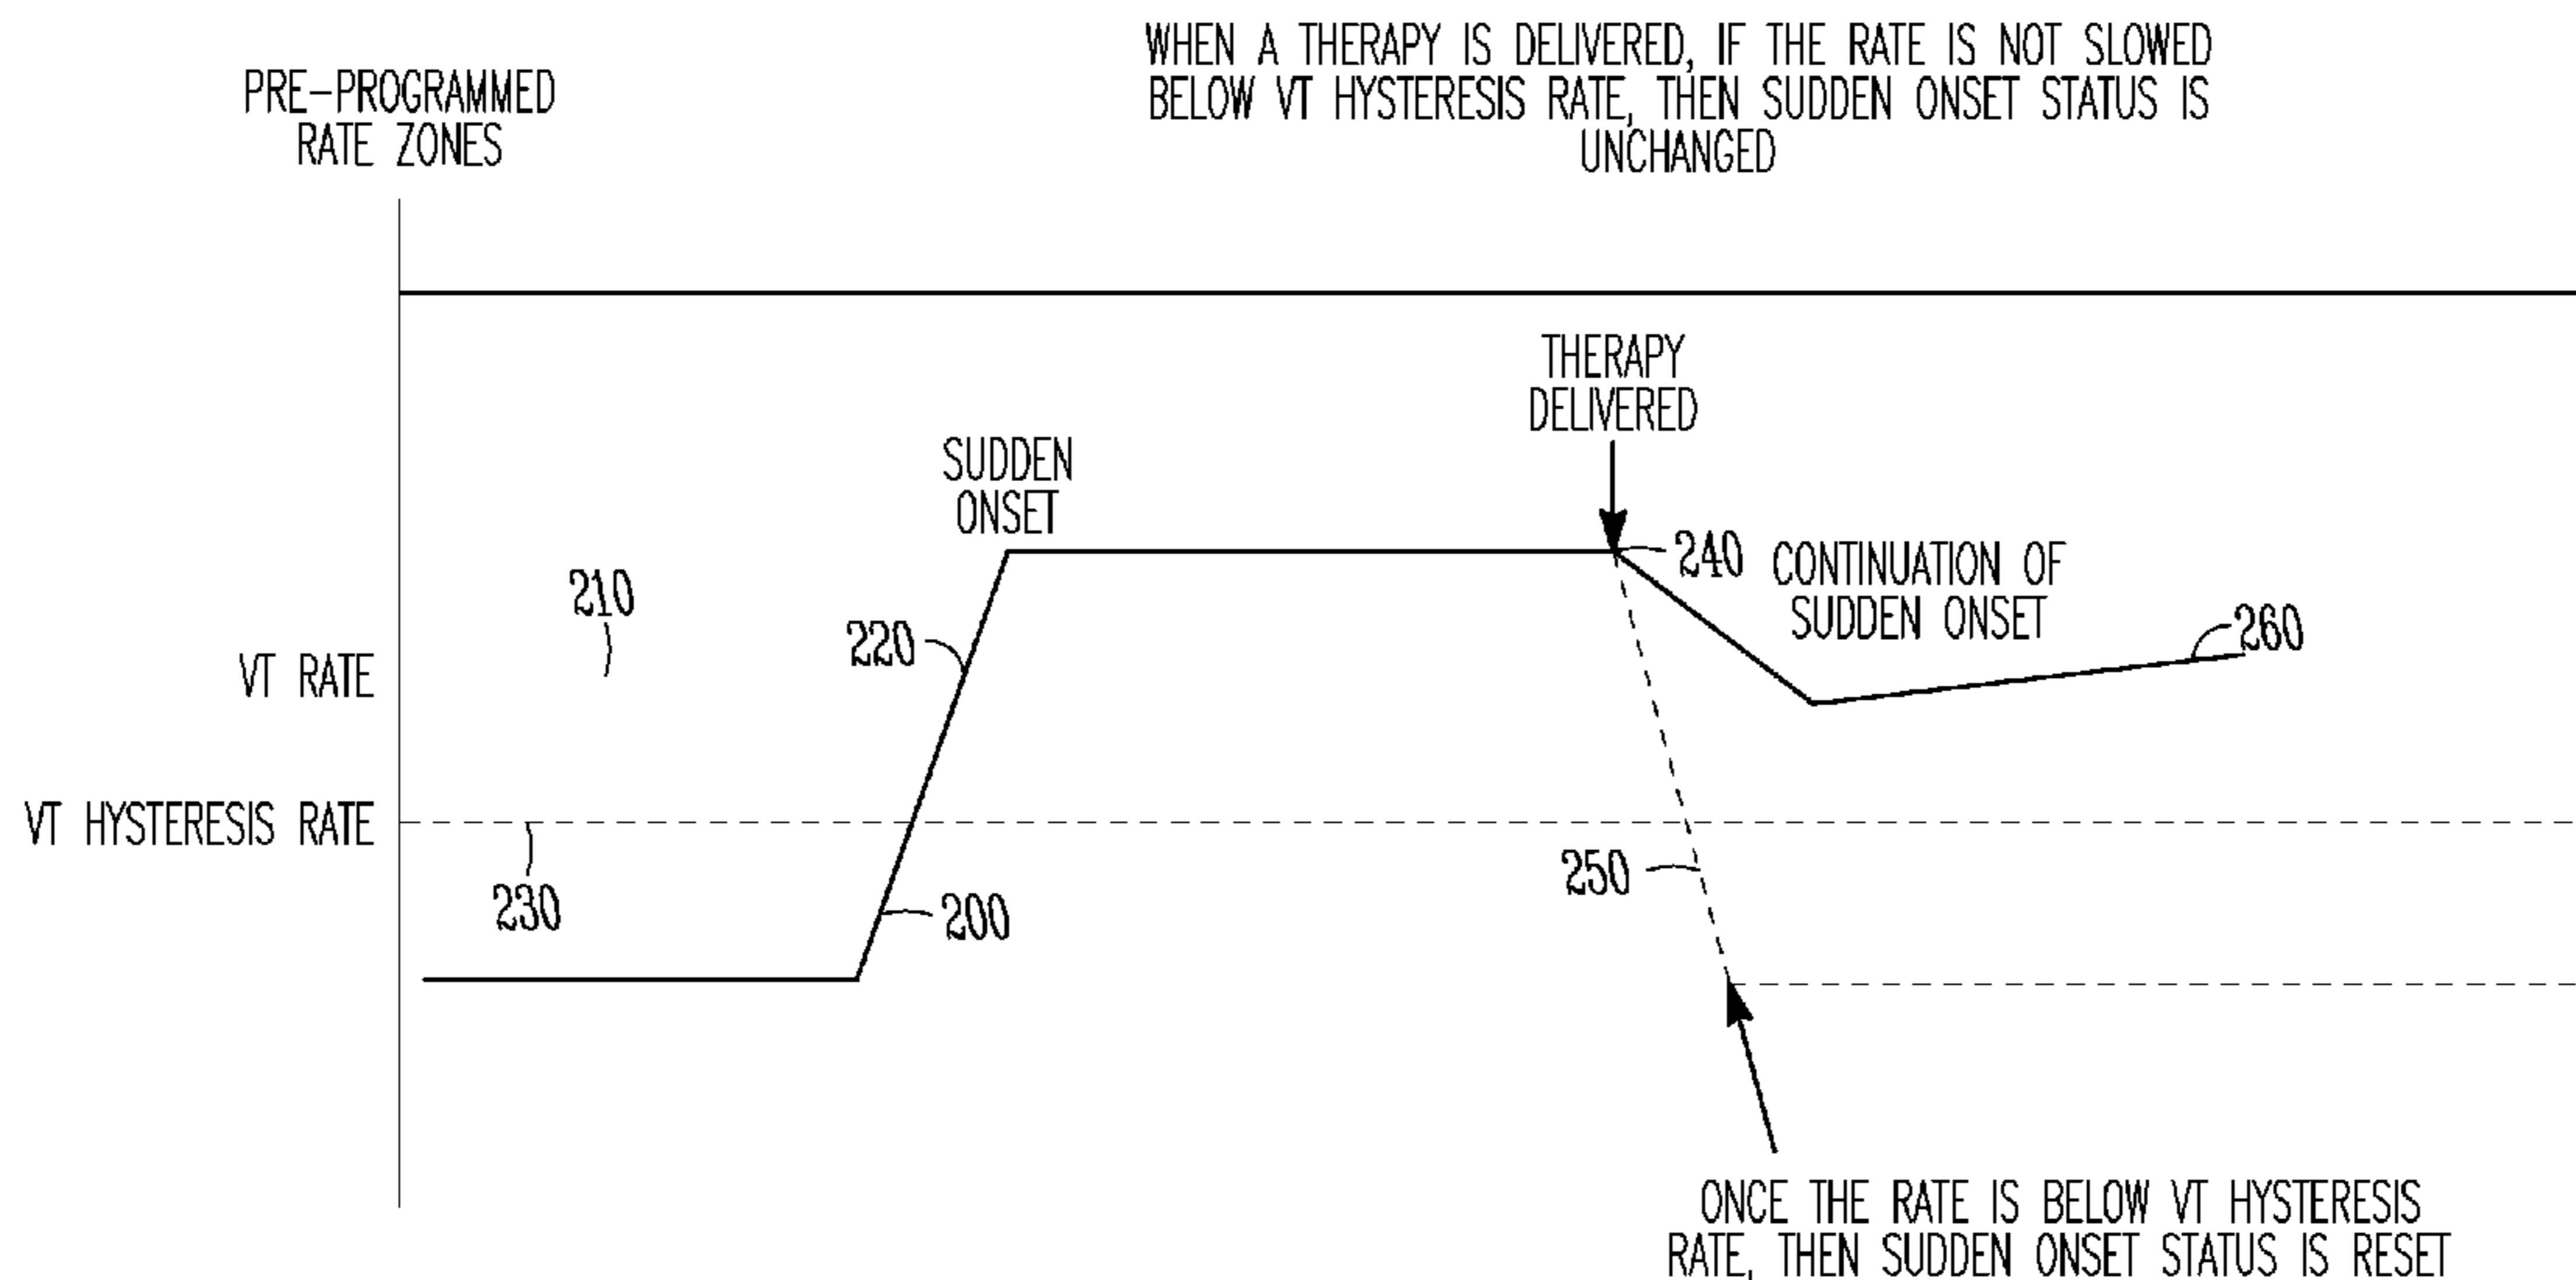 WHEN A THERAPY IS DELIVERED, IF THE RATE IS NOT SLOWED
BELOW VT HYSTERESIS RATE, THEN SUDDEN ONSET STATUS IS
UNCHANGED
PRE-PROGRAMMED
RATE ZONES
THERAPY
DELIVERED
SUDDEN
ONSET
240
CONTINUATION OF
SUDDEN ONSET
210
220
260
VT RATE
VT HYSTERESIS RATE
230
200
250
ONCE THE RATE IS BELOW VT HYSTERESIS
RATE, THEN SUDDEN ONSET STATUS IS RESET